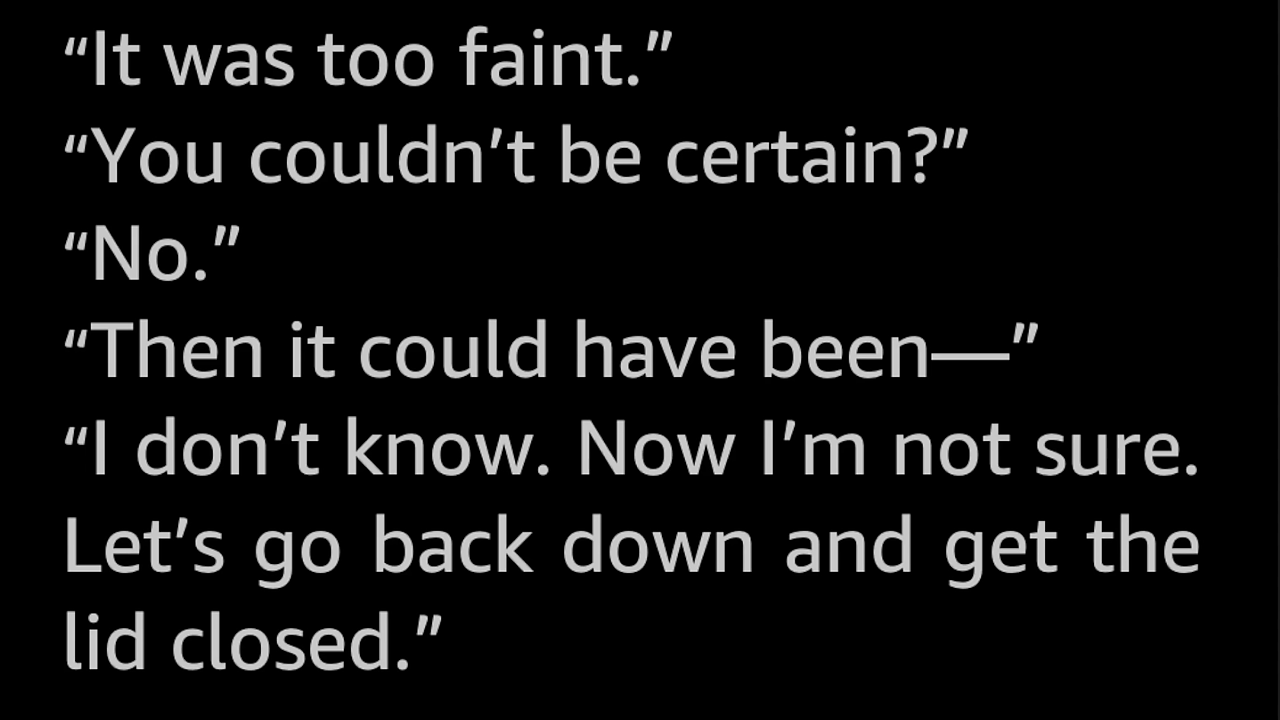 “It was too faint.”
“You couldn’t be certain?”
“No.”
“Then it could have been—”
“I don’t know. Now I’m not sure.
Let’s go back down and get the
lid closed.”